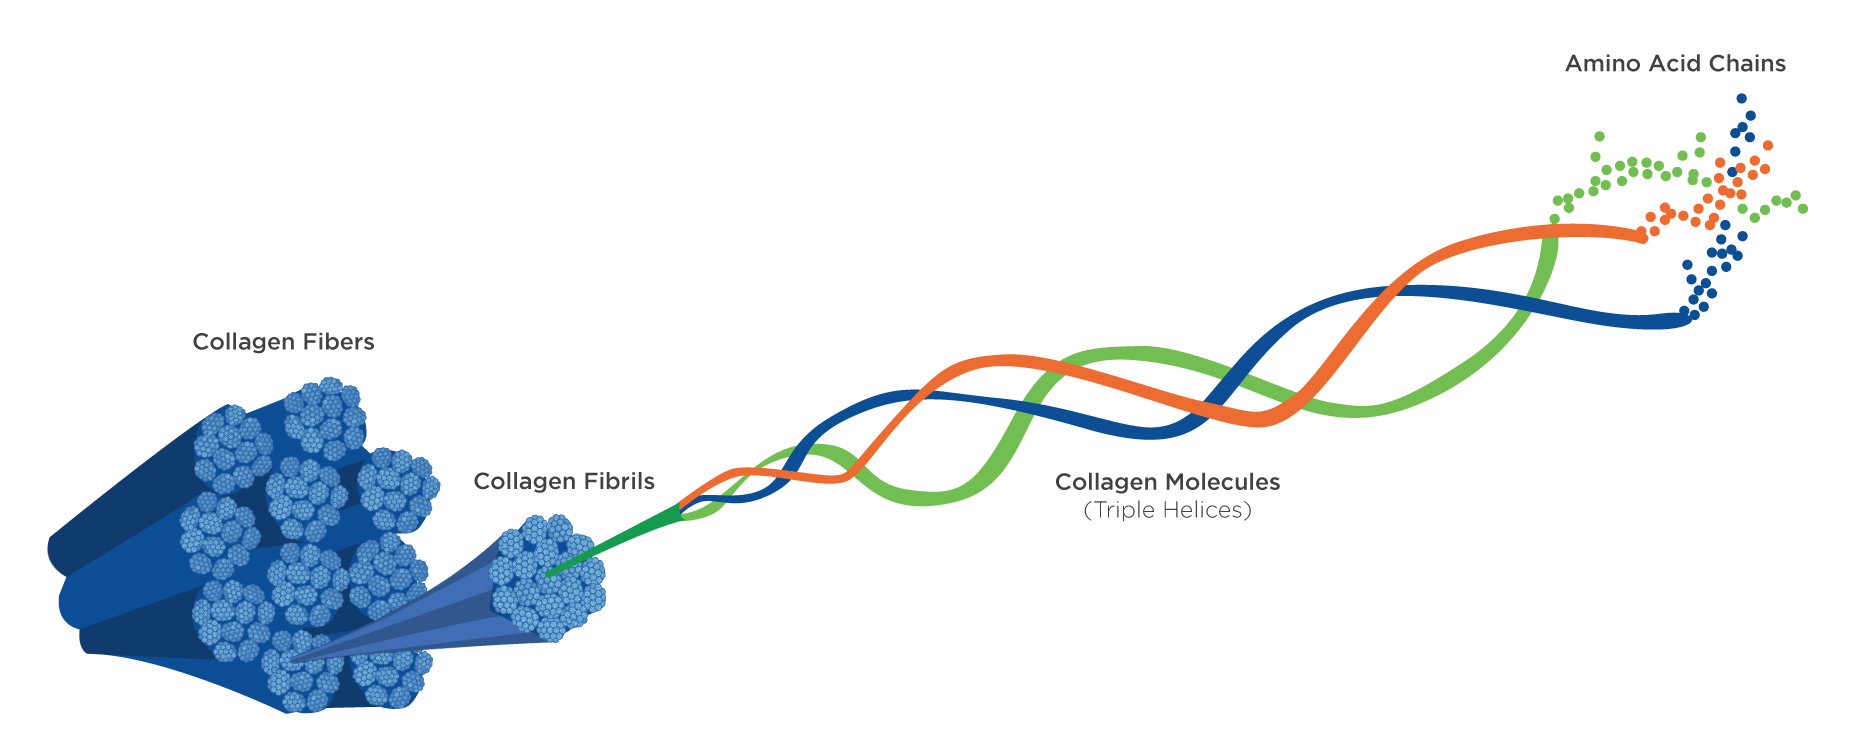 Amino Acid Chains
Collagen Fibers
Collagen Fibrils
Collagen Molecules
(Triple Helices)